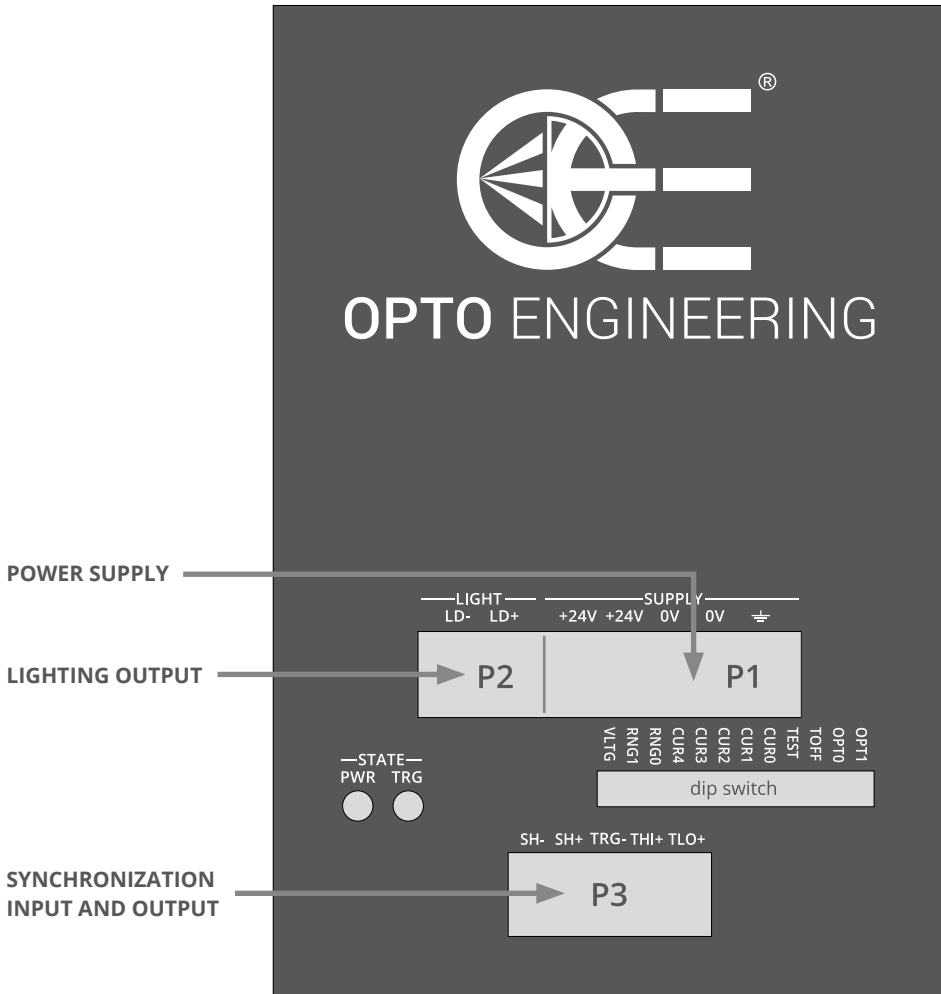 ®
OPTO ENGINEERING
POWER SUPPLY
LIGHT SUPPLY
LD- LD+ +24V +24V 0V 0V
LIGHTING OUTPUT
P2 P1
VLTG RNG1 RNG0 CUR4 CUR3 CUR2 CUR1 CUR0 TEST TOFF OPT0 OPT1
STATE
PWR TRG
dip switch
SH- SH+ TRG- THI+ TLO+
SYNCHRONIZATION
INPUT AND OUTPUT
P3